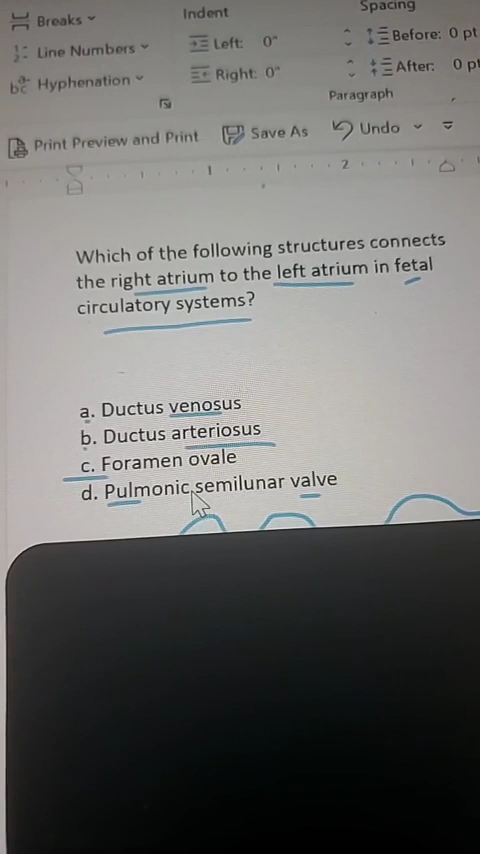 Breaks
Indent
Spacing
Line Numbers
Left: 0"
Before: 0 pt
Hyphenation
Right: 0"
After: 0 pt
Paragraph
Print Preview and Print
Save As
Undo
1 2
Which of the following structures connects
the right atrium to the left atrium in fetal
circulatory systems?
a. Ductus venosus
b. Ductus arteriosus
c. Foramen ovale
d. Pulmonic semilunar valve